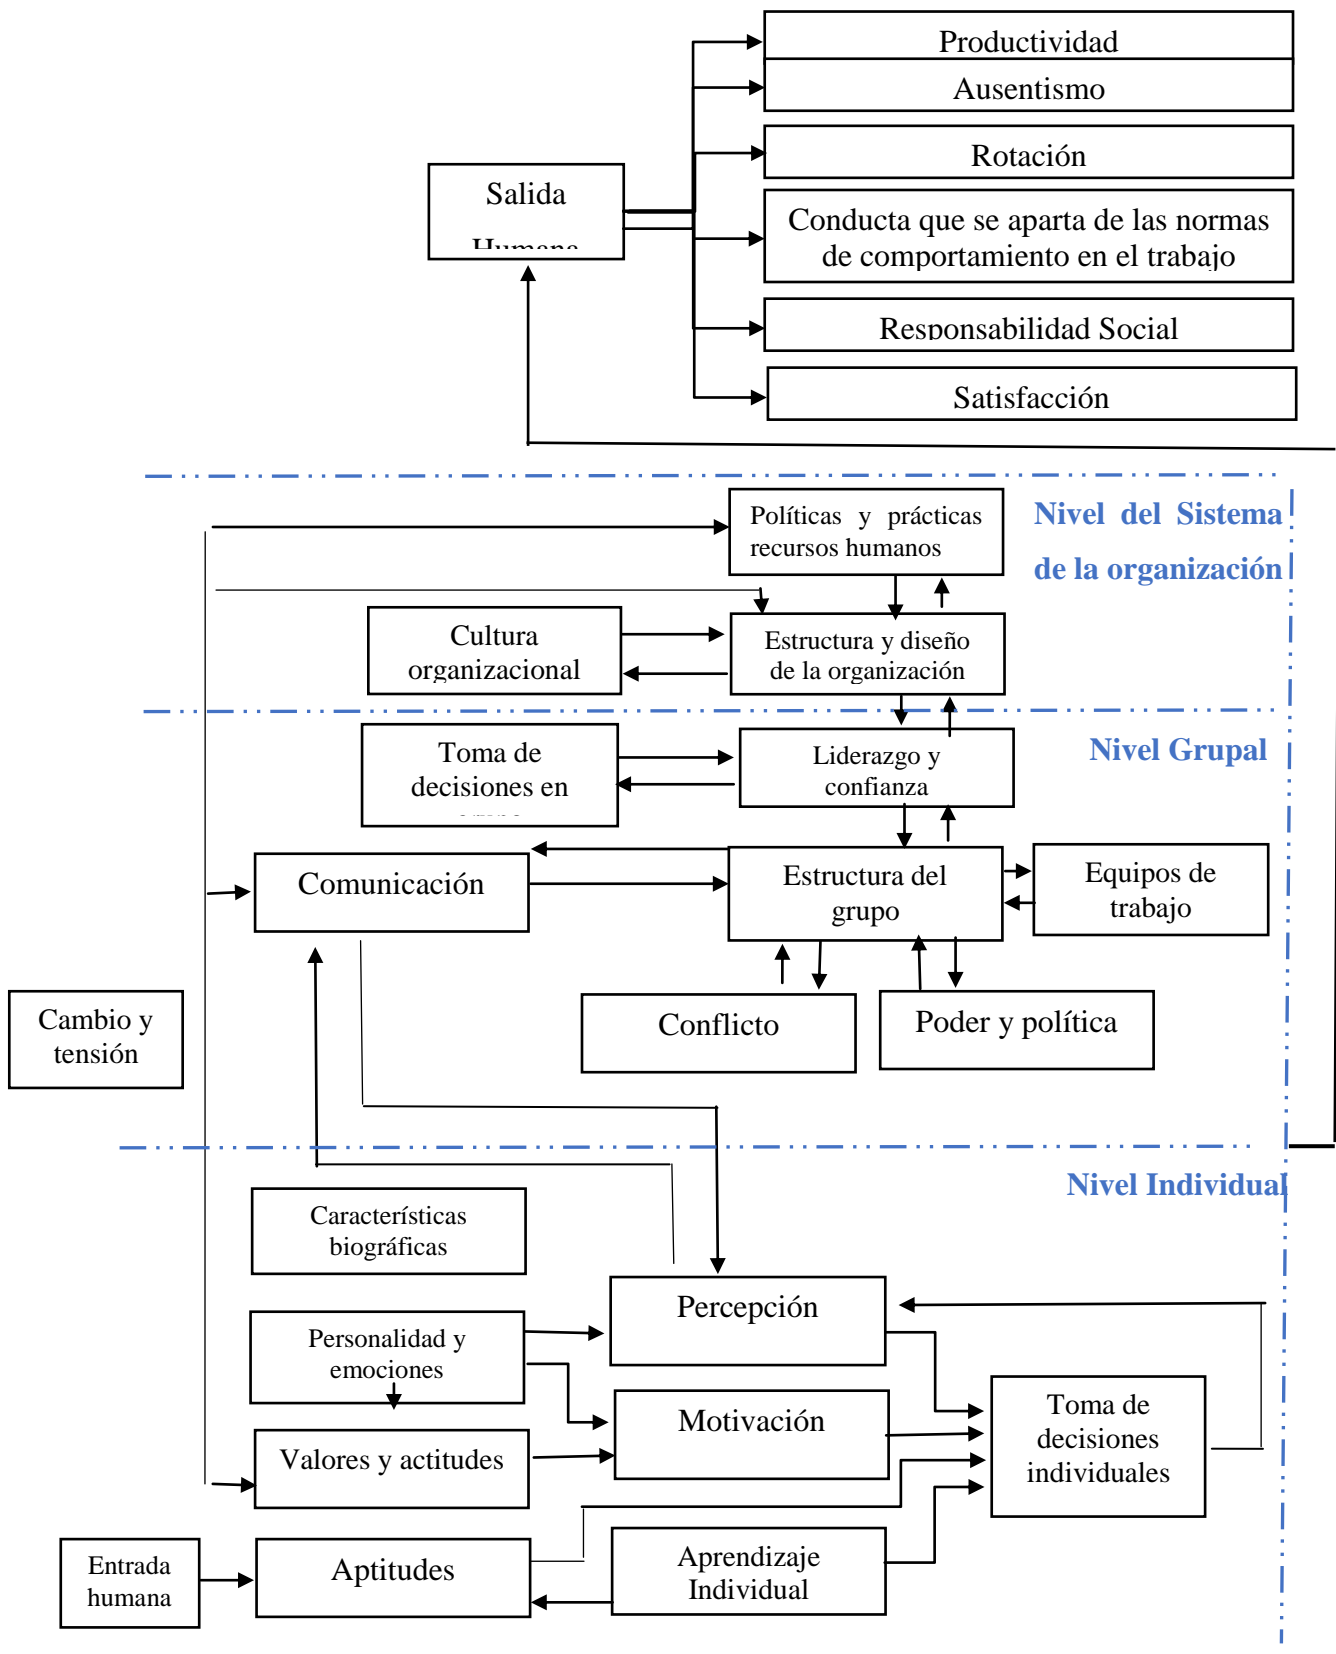 Productividad
Ausentismo
Rotación
Salida
Humana
Conducta que se aparta de las normas
de comportamiento en el trabajo
Responsabilidad Social
Satisfacción
Políticas y prácticas
recursos humanos
Nivel del Sistema
de la organización
Cultura
organizacional
Estructura y diseño
de la organización
Nivel Grupal
Toma de
decisiones en
Liderazgo y
confianza
Comunicación
Estructura del
grupo
Equipos de
trabajo
Cambio y
tensión
Conflicto
Poder y política
Nivel Individual
Características
biográficas
Percepción
Personalidad y
emociones
Motivación
Toma de
decisiones
individuales
Valores y actitudes
Entrada
humana
Aptitudes
Aprendizaje
Individual